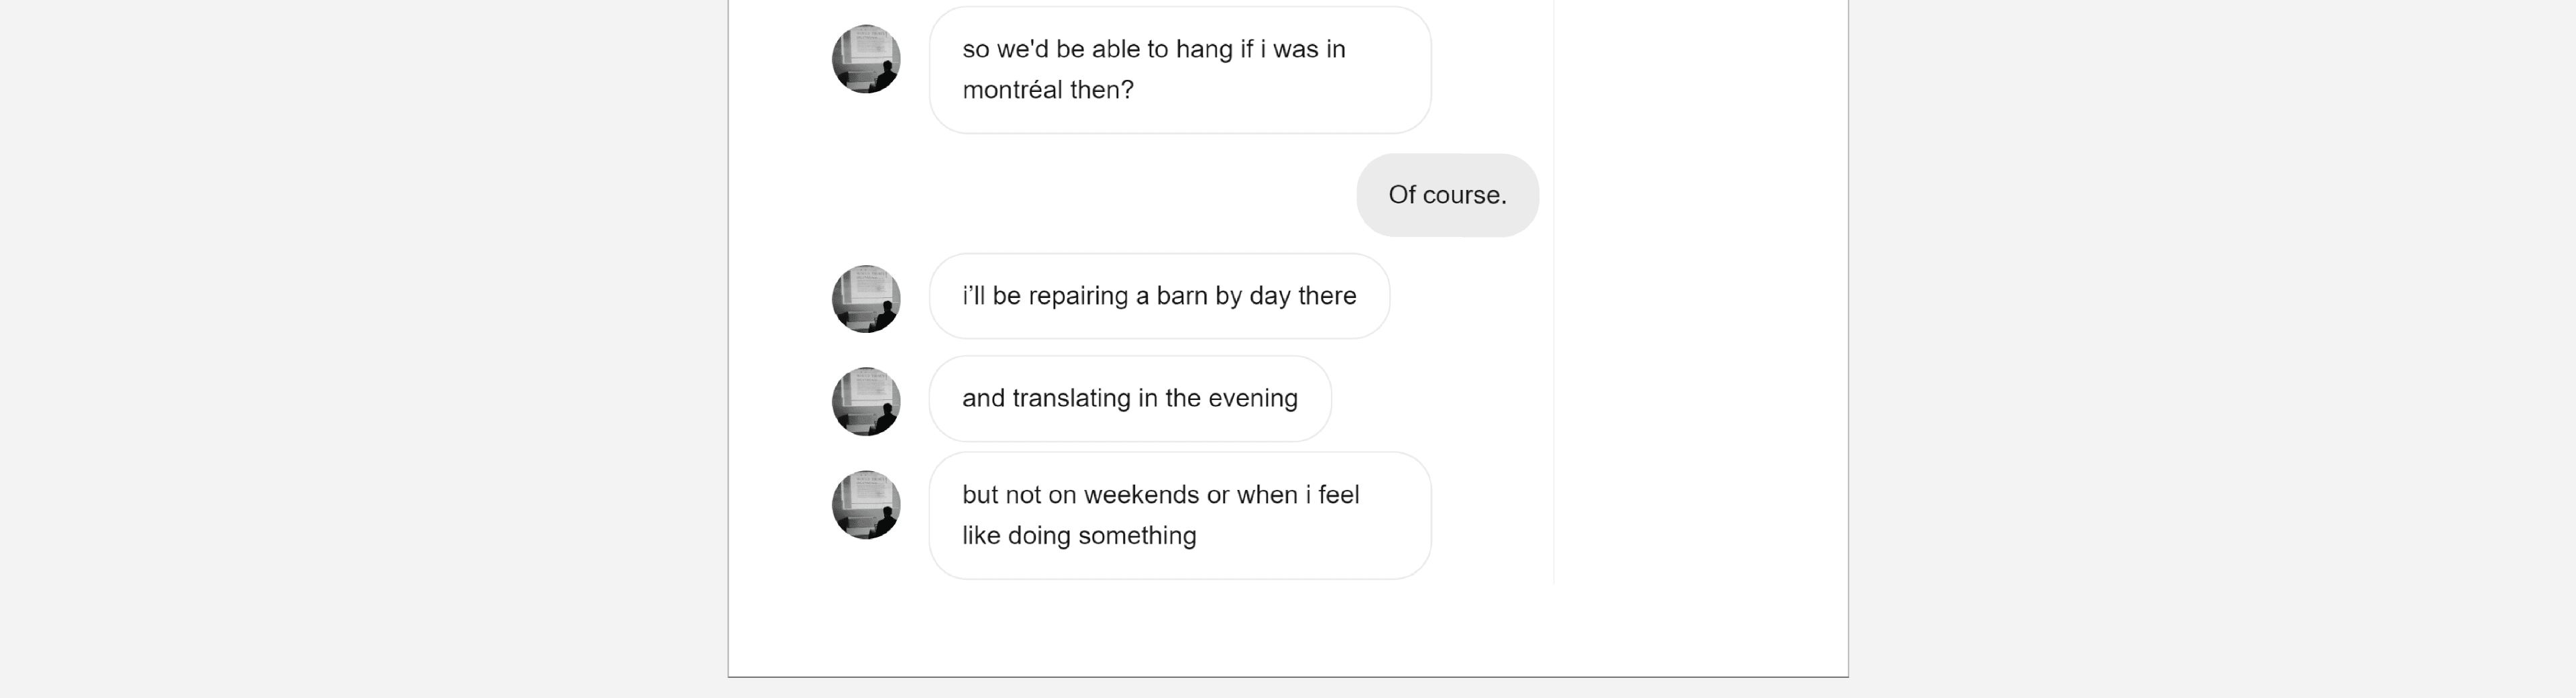 so we'd be able to hang if i was in
montréal then?
Of course.
i’ll be repairing a barn by day there
and translating in the evening
but not on weekends or when i feel
like doing something